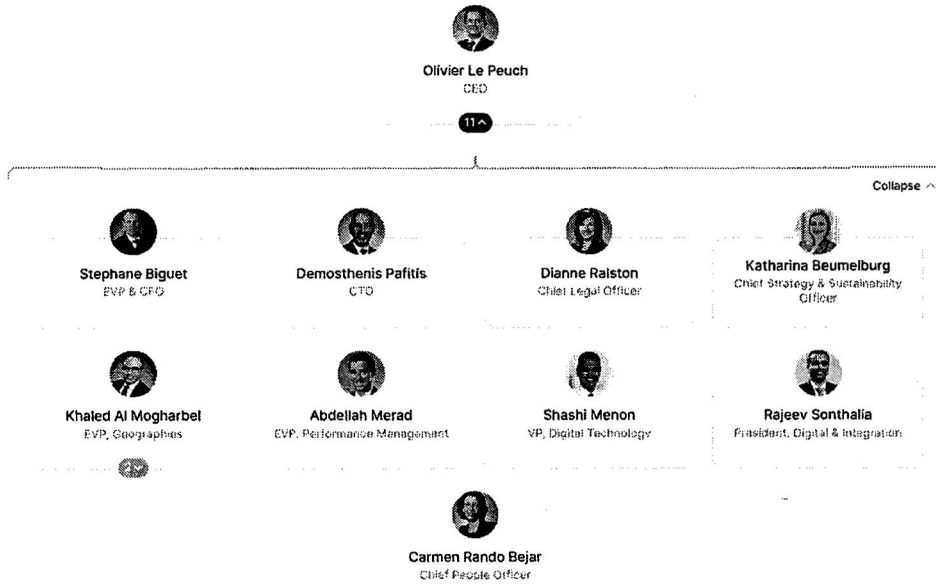 Olivier Le Peuch
CEO
11
Collapse
Stephane Biguet
EVP & CFO
Demosthenis Pafitis
CTO
Dianne Ralston
Chief Legal Officer
Katharina Beumelburg
Chief Strategy & Sustainability
Officer
Khaled Al Mogharbel
EVP, Geographies
2
Abdellah Merad
EVP, Performance Management
Shashi Menon
VP, Digital Technology
Rajeev Sonthalia
President, Digital & Integration
Carmen Rando Bejar
Chief People Officer